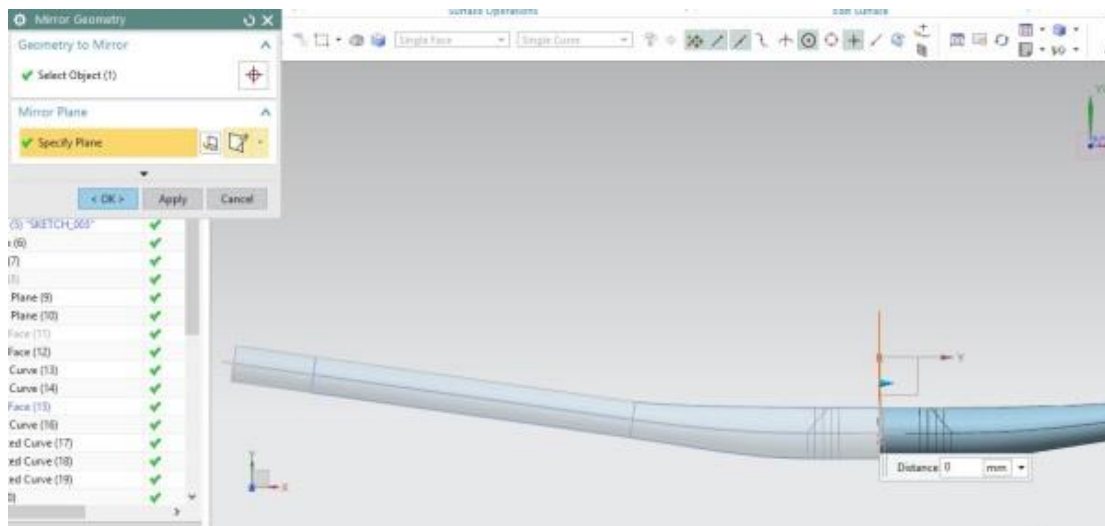 Surface Operations
Edit Surface
Mirror Geometry
Geometry to Mirror
Single Face
Single Curve
Select Object (1)
Mirror Plane
Specify Plane
< OK >
Apply
Cancel
(5) "SKETCH_003"
(6)
(7)
(8)
Plane (9)
Plane (10)
Face (11)
Face (12)
Curve (13)
Curve (14)
Face (15)
Curve (16)
ed Curve (17)
ed Curve (18)
ed Curve (19)
Y
Y
X
Distance 0 mm